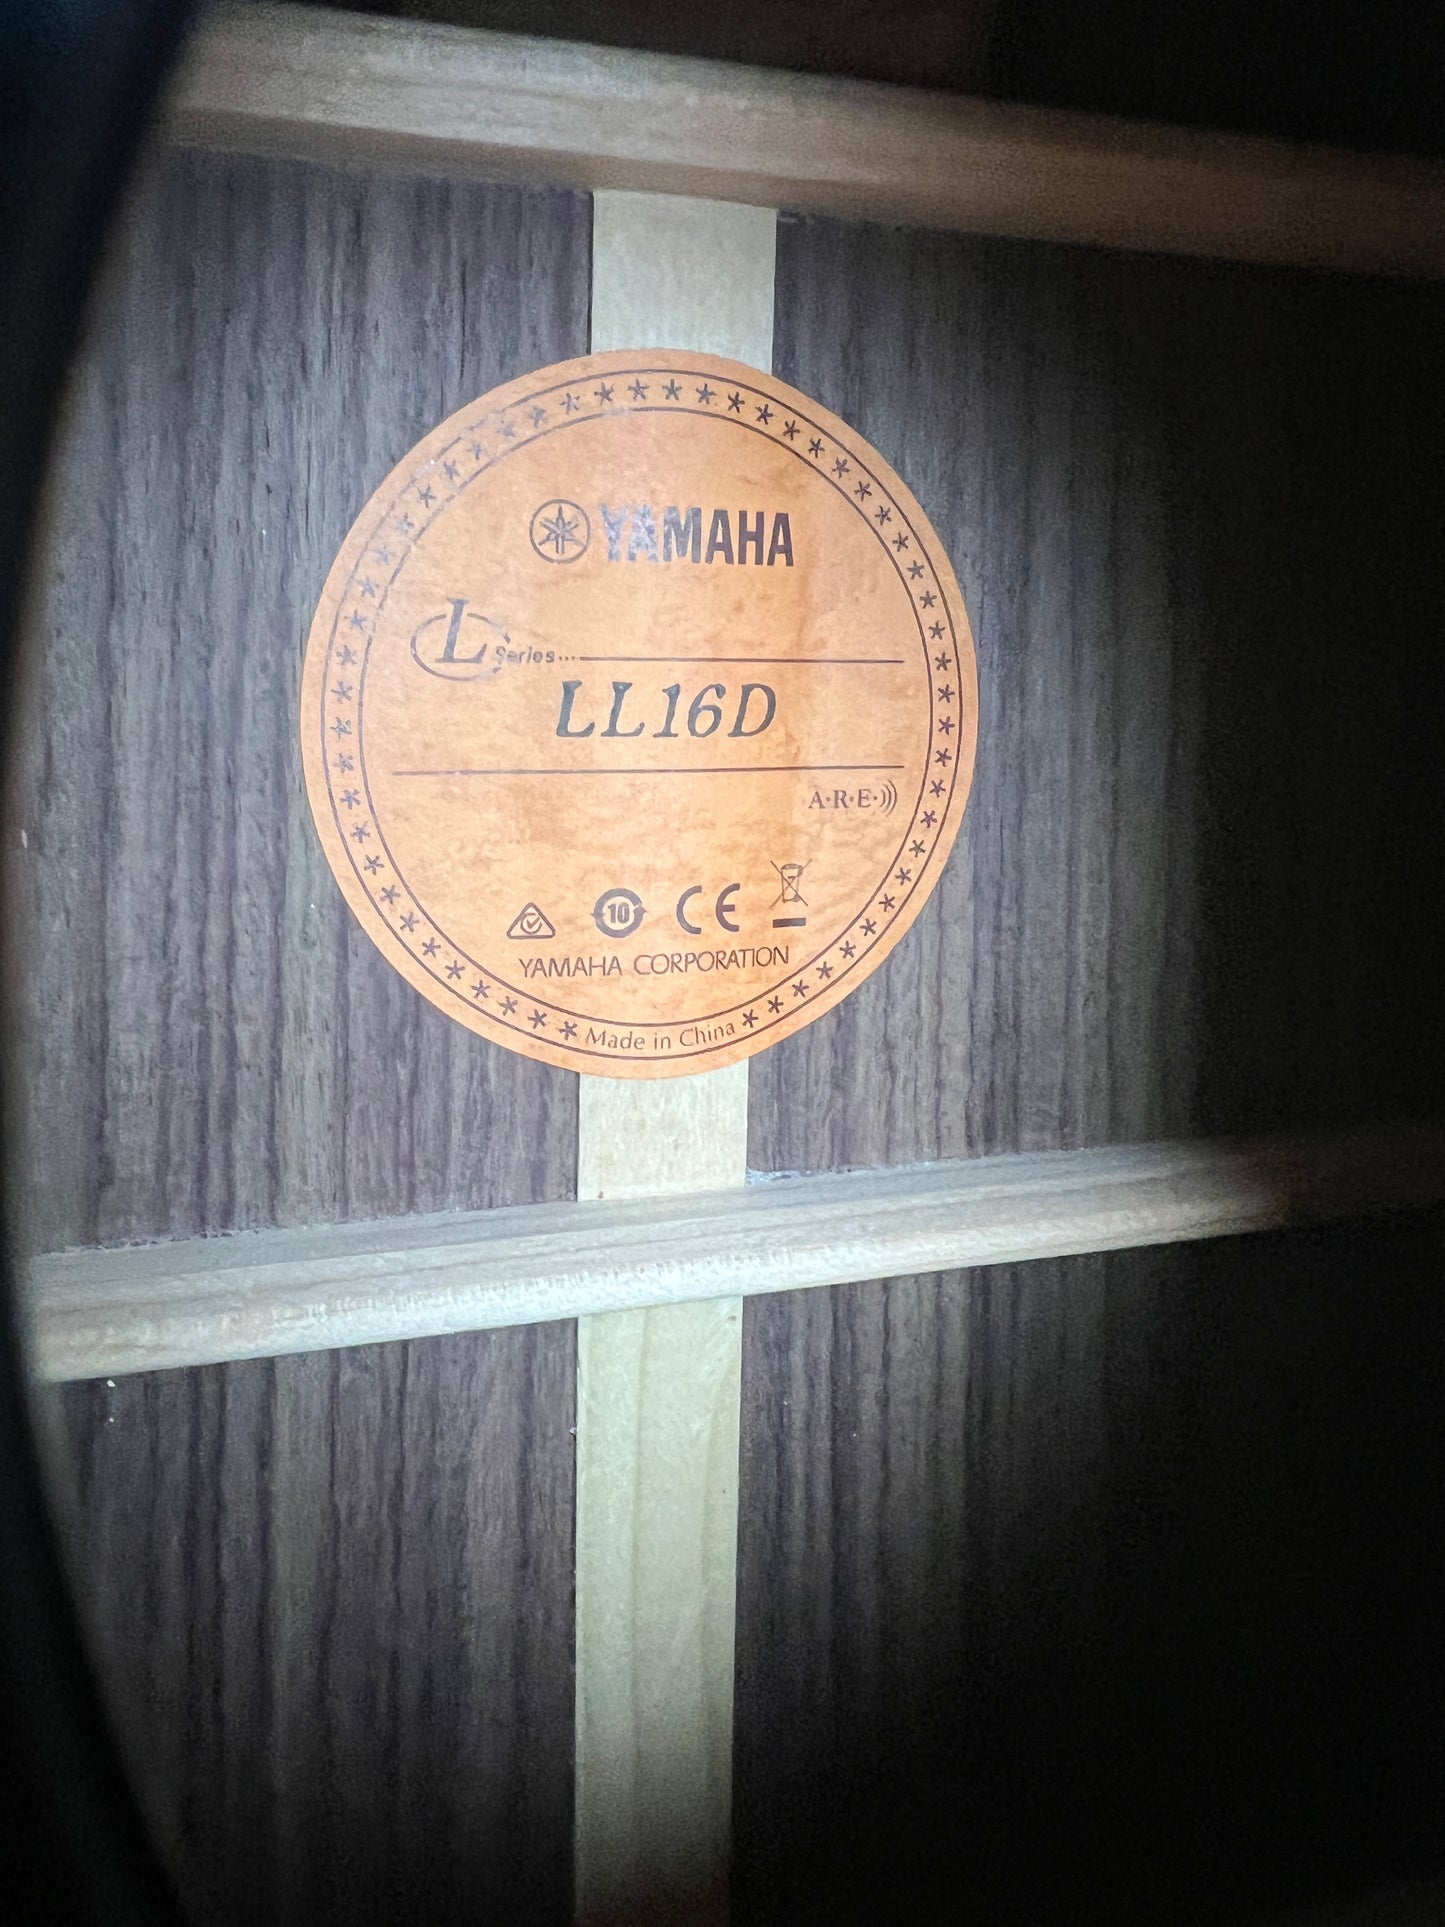 YAMAHA
L Series...
LL16D
A·R·E·)))
10
CE
YAMAHA CORPORATION
Made in China